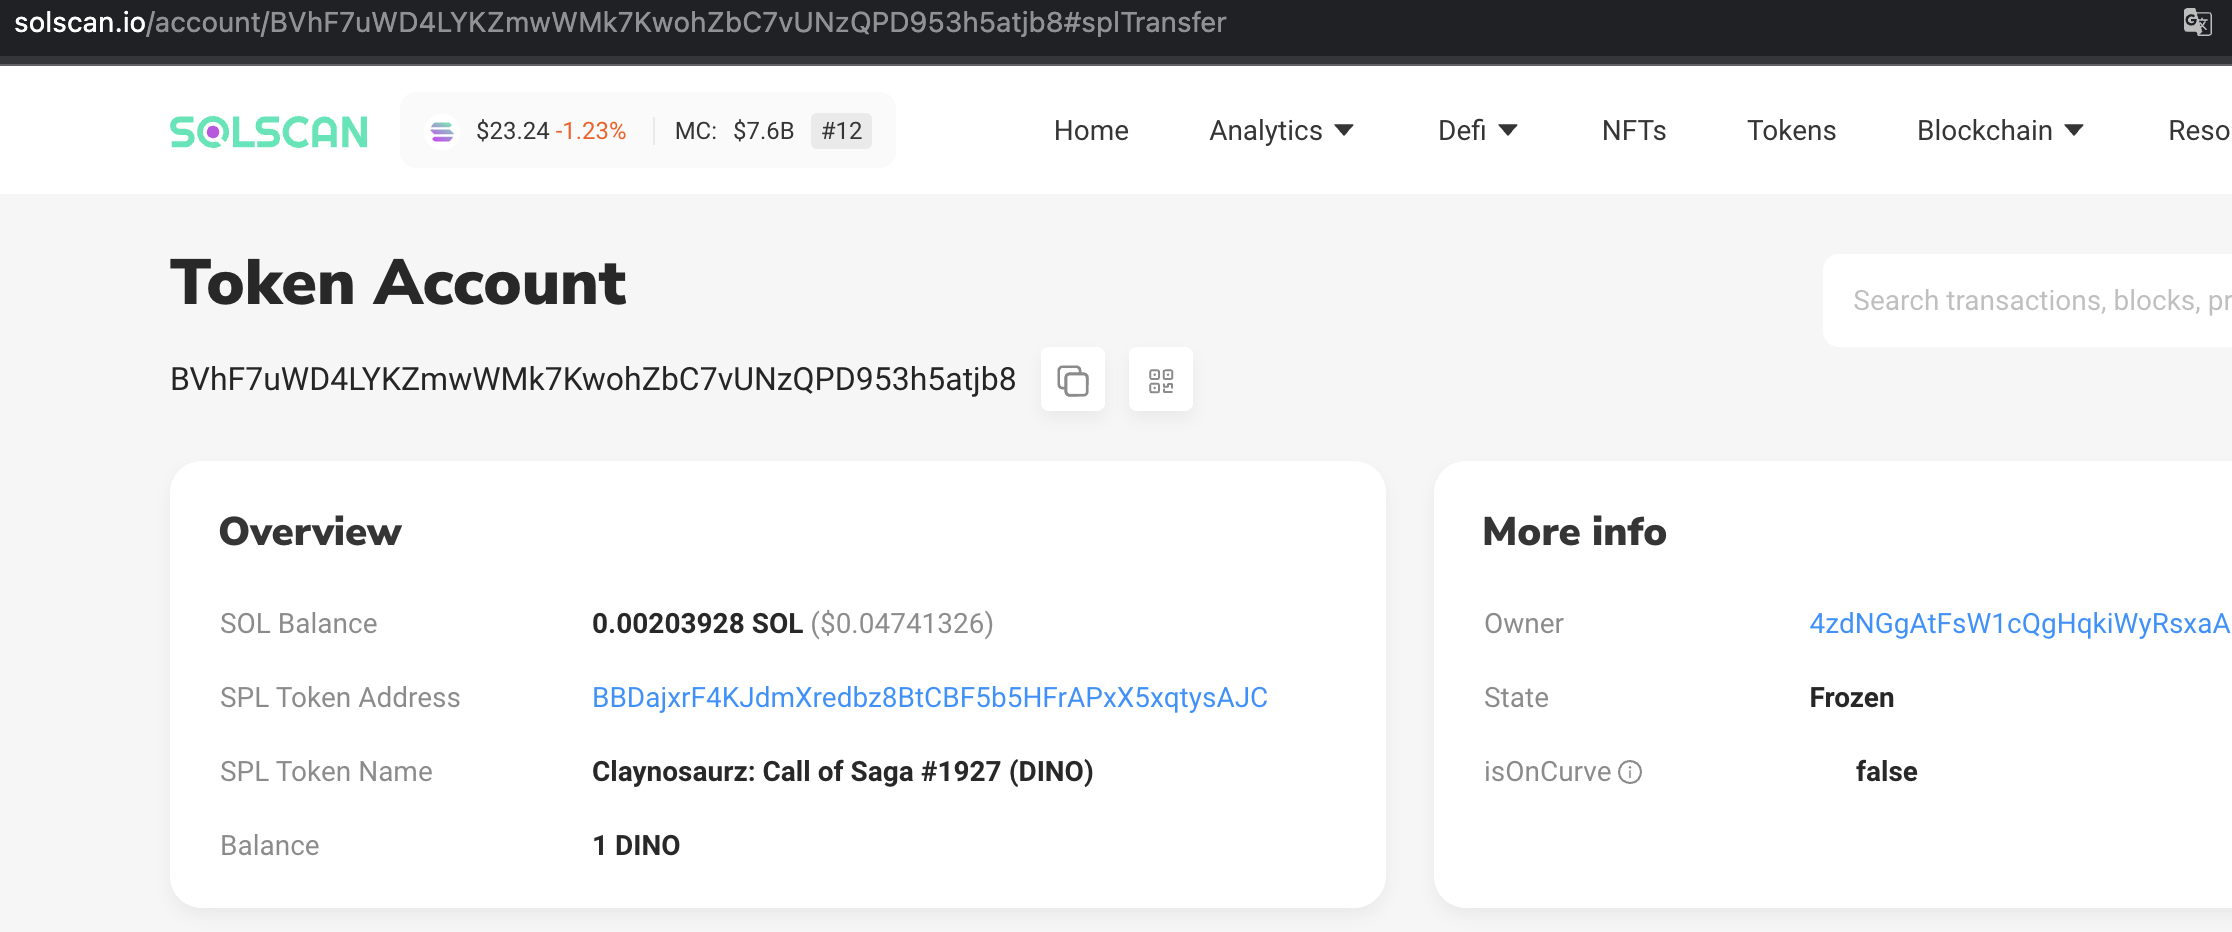 solscan.io/account/BVhF7uWD4LYKZmwWMk7KwohZbC7vUNzQPD953h5atjb8#splTransfer
SOLSCAN $23.24 -1.23% MC: $7.6B #12 Home Analytics Defi NFTs Tokens Blockchain Reso
Token Account
Search transactions, blocks, pr
BVhF7uWD4LYKZmwWMk7KwohZbC7vUNzQPD953h5atjb8
Overview
SOL Balance 0.00203928 SOL ($0.04741326)
SPL Token Address BBDajxrF4KJdmXredbz8BtCBF5b5HFrAPxX5xqtysAJC
SPL Token Name Claynosaurz: Call of Saga #1927 (DINO)
Balance 1 DINO
More info
Owner 4zdNGgAtFsW1cQgHqkiWyRsxaA
State Frozen
isOnCurve false